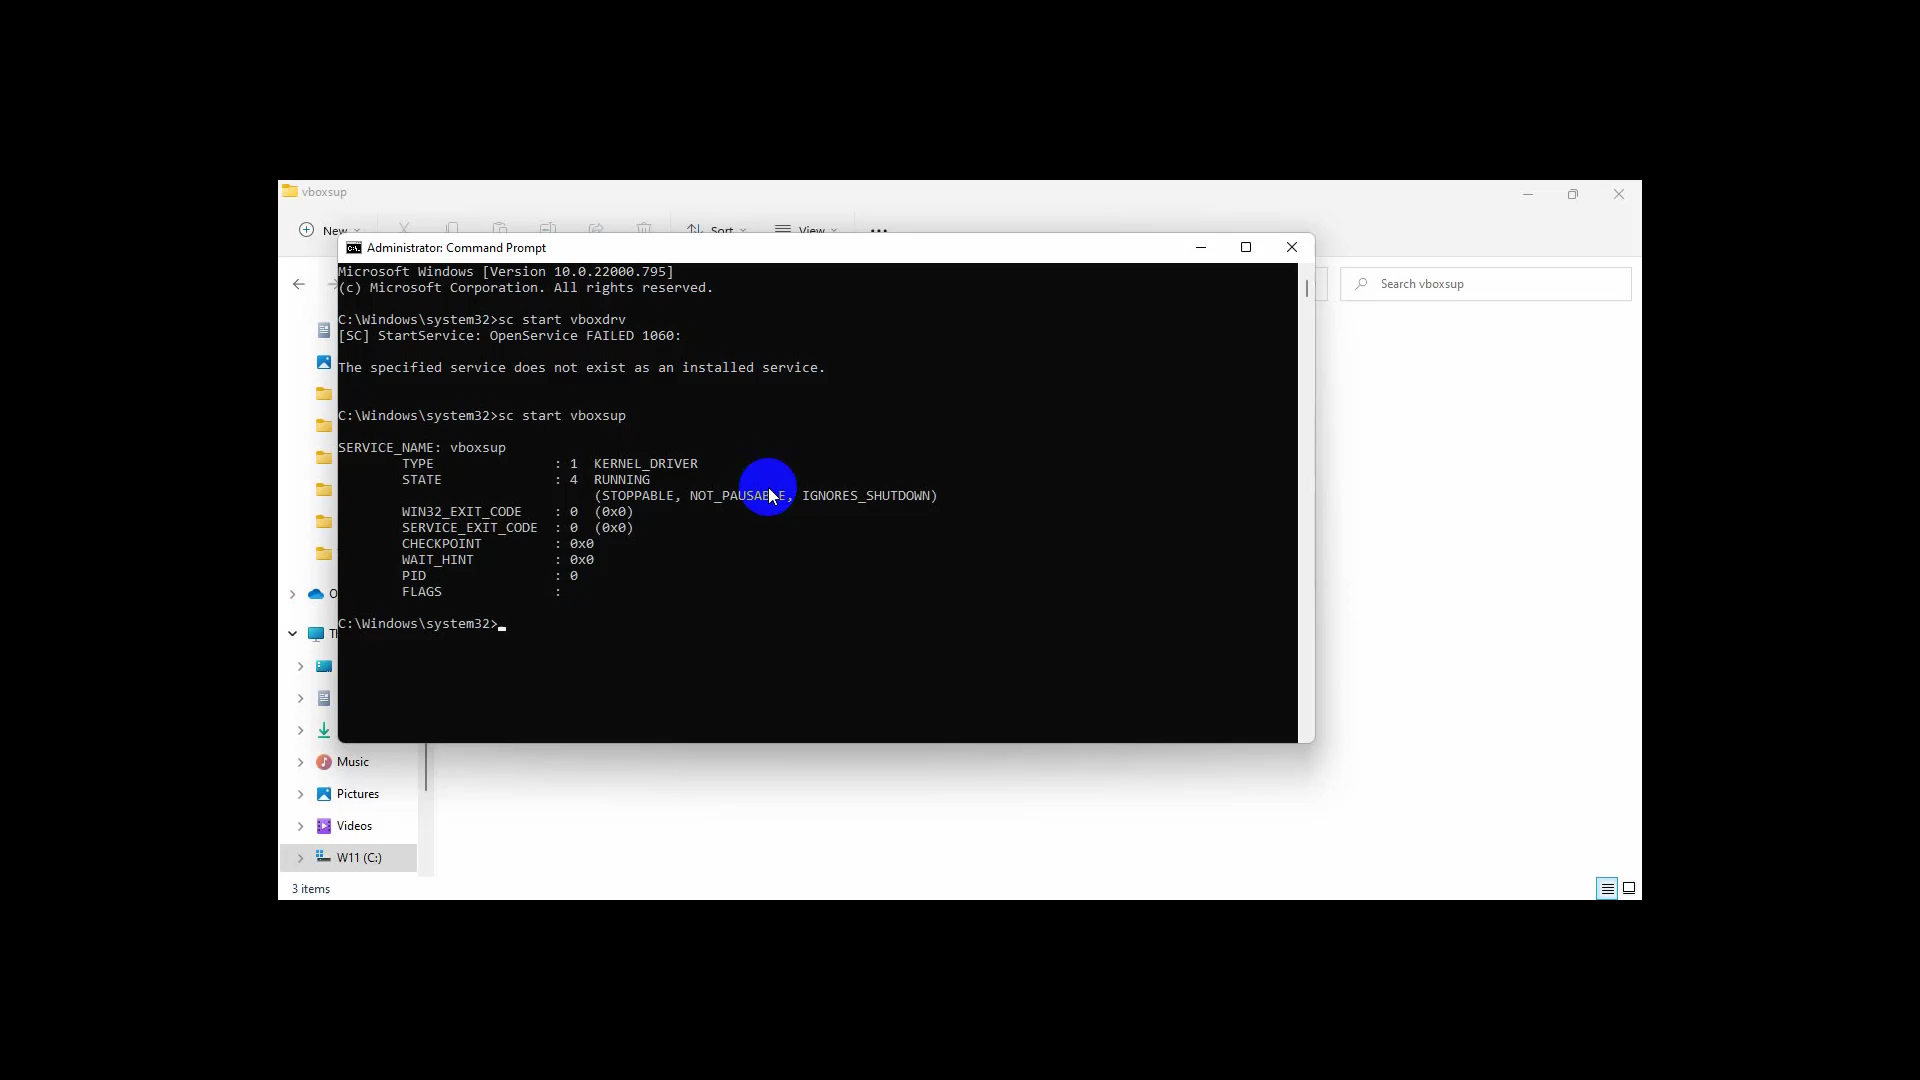 vboxsup
New
Sort
View
Administrator: Command Prompt
Microsoft Windows [Version 10.0.22000.795]
(c) Microsoft Corporation. All rights reserved.
Search vboxsup
C:\Windows\system32>sc start vboxdrv
[SC] StartService: OpenService FAILED 1060:
The specified service does not exist as an installed service.
C:\Windows\system32>sc start vboxsup
SERVICE_NAME: vboxsup
TYPE : 1 KERNEL_DRIVER
STATE : 4 RUNNING
(STOPPABLE, NOT_PAUSABLE, IGNORES_SHUTDOWN)
WIN32_EXIT_CODE : 0 (0x0)
SERVICE_EXIT_CODE : 0 (0x0)
CHECKPOINT : 0x0
WAIT_HINT : 0x0
PID : 0
FLAGS :
C:\Windows\system32>
Music
Pictures
Videos
W11 (C:)
3 items